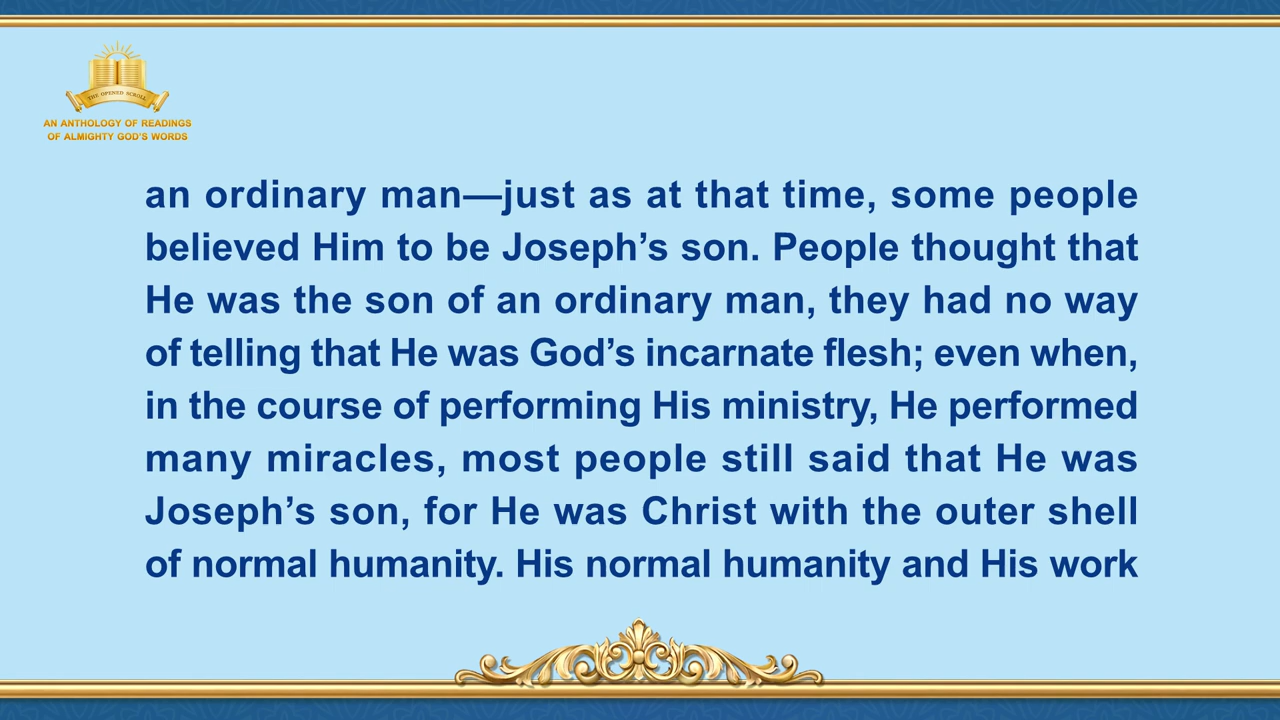 THE OPENED SCROLL
AN ANTHOLOGY OF READINGS
OF ALMIGHTY GOD'S WORDS
an ordinary man—just as at that time, some people
believed Him to be Joseph’s son. People thought that
He was the son of an ordinary man, they had no way
of telling that He was God’s incarnate flesh; even when,
in the course of performing His ministry, He performed
many miracles, most people still said that He was
Joseph’s son, for He was Christ with the outer shell
of normal humanity. His normal humanity and His work